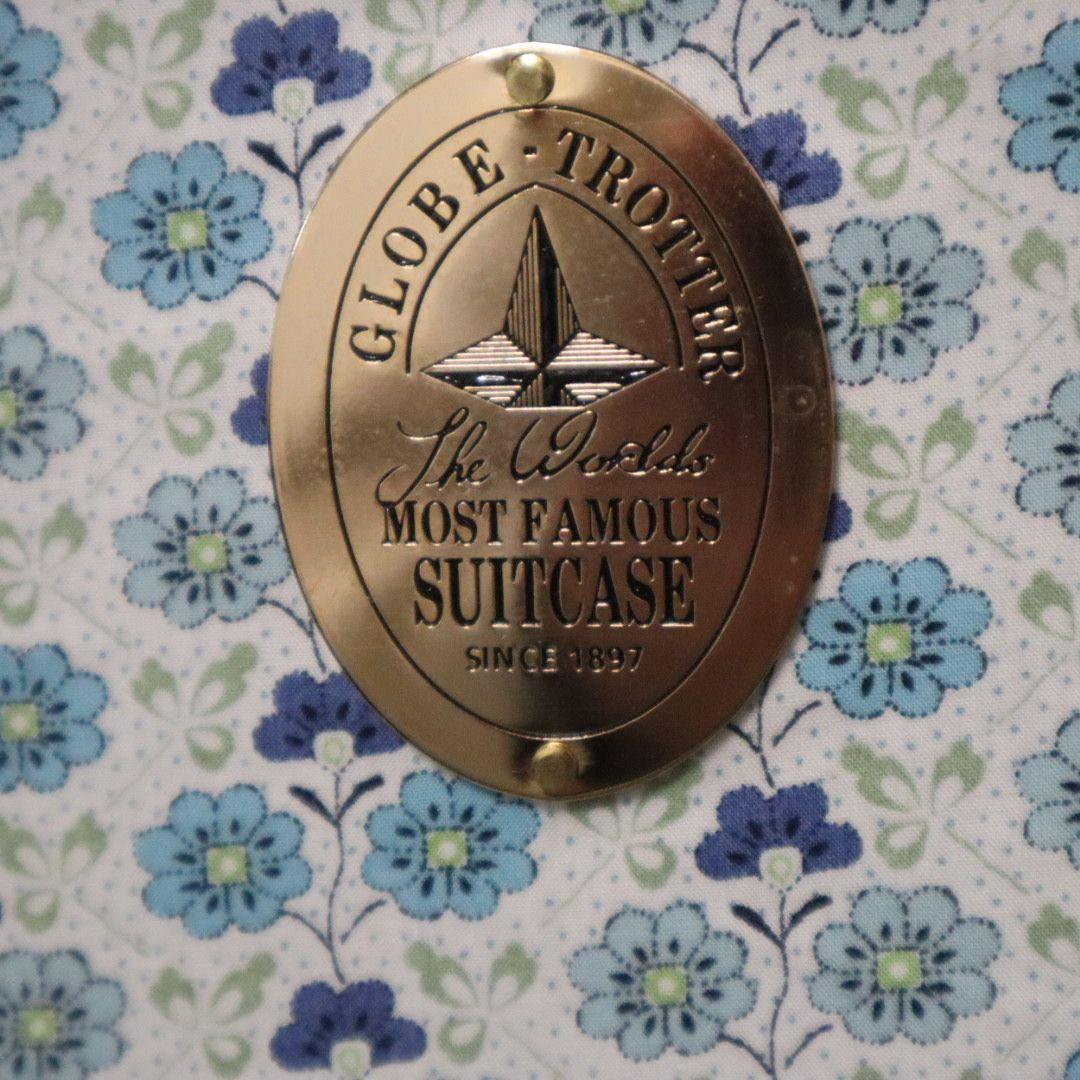 GLOBE-TROTTER
The Worlds
MOST FAMOUS
SUITCASE
SINCE 1897